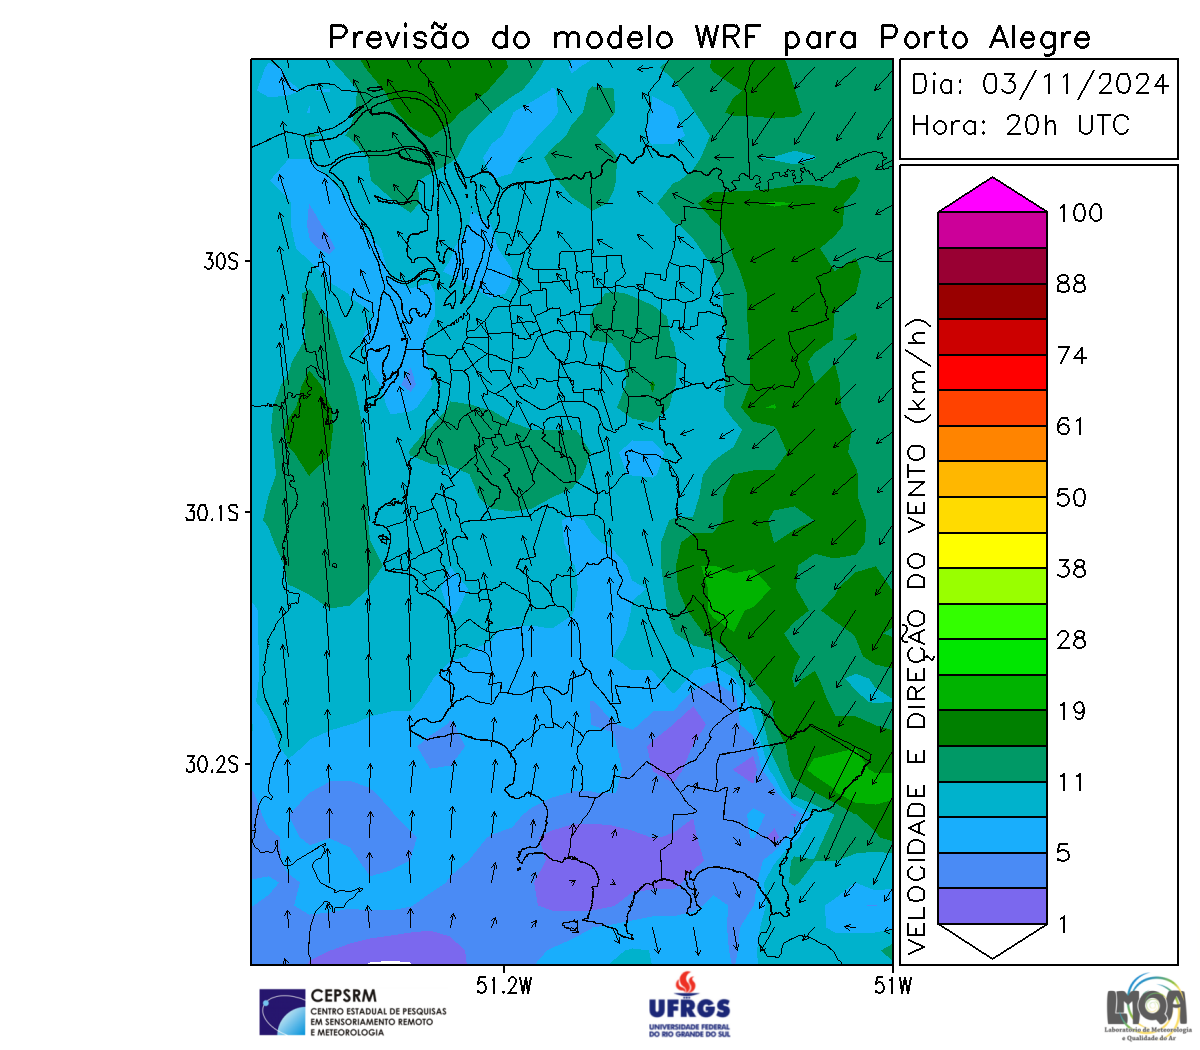 Previsão do modelo WRF para Porto Alegre
Dia: 03/11/2024
Hora: 20h UTC
30S
30.1S
30.2S
51.2W
51W
VELOCIDADE E DIREÇÃO DO VENTO (km/h)
100
88
74
61
50
38
28
19
11
5
1
CEPSRM
CENTRO ESTADUAL DE PESQUISAS
EM SENSORIAMENTO REMOTO
E METEOROLOGIA
UFRGS
UNIVERSIDADE FEDERAL
DO RIO GRANDE DO SUL
LMQA
Laboratório de Meteorologia
e Qualidade do Ar